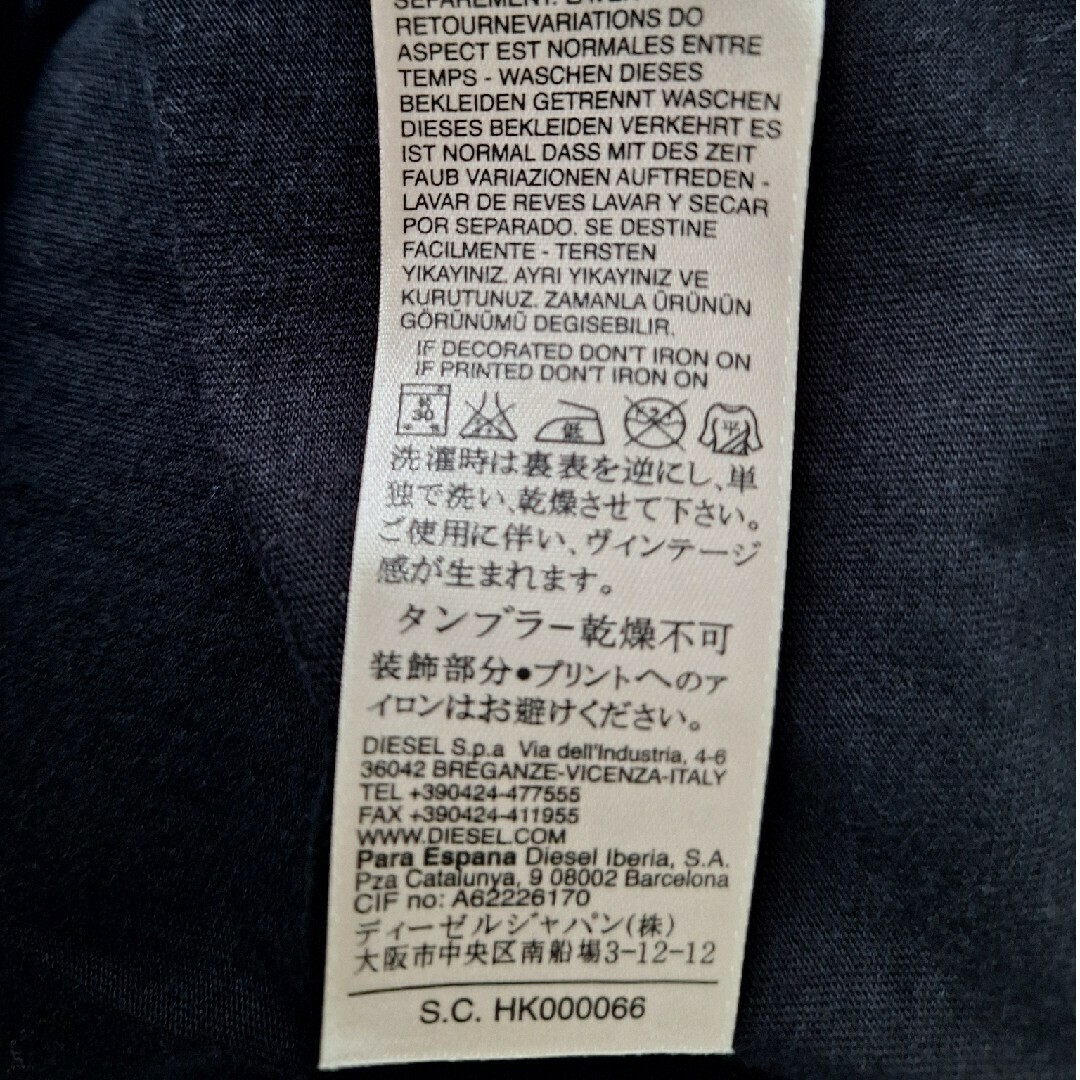 SEPAREMENT.
RETOURNEVARIATIONS DO
ASPECT EST NORMALES ENTRE
TEMPS - WASCHEN DIESES
BEKLEIDEN GETRENNT WASCHEN
DIESES BEKLEIDEN VERKEHRT ES
IST NORMAL DASS MIT DES ZEIT
FAUB VARIAZIONEN AUFTREDEN -
LAVAR DE REVES LAVAR Y SECAR
POR SEPARADO. SE DESTINE
FACILMENTE - TERSTEN
YIKAYINIZ. AYRI YIKAYINIZ VE
KURUTUNUZ. ZAMANLA ÜRÜNÜN
GÖRÜNÜMÜ DEGISEBILIR.
IF DECORATED DON'T IRON ON
IF PRINTED DON'T IRON ON
30 低 平
洗濯時は裏表を逆にし、単
独で洗い、乾燥させて下さい。
ご使用に伴い、ヴィンテージ
感が生まれます。
タンブラー乾燥不可
装飾部分●プリントへのア
イロンはお避けください。
DIESEL S.p.a Via dell'Industria, 4-6
36042 BREGANZE-VICENZA-ITALY
TEL +390424-477555
FAX +390424-411955
WWW.DIESEL.COM
Para Espana Diesel Iberia, S.A.
Pza Catalunya, 9 08002 Barcelona
CIF no: A62226170
ディーゼルジャパン(株)
大阪市中央区南船場3-12-12
S.C. HK000066